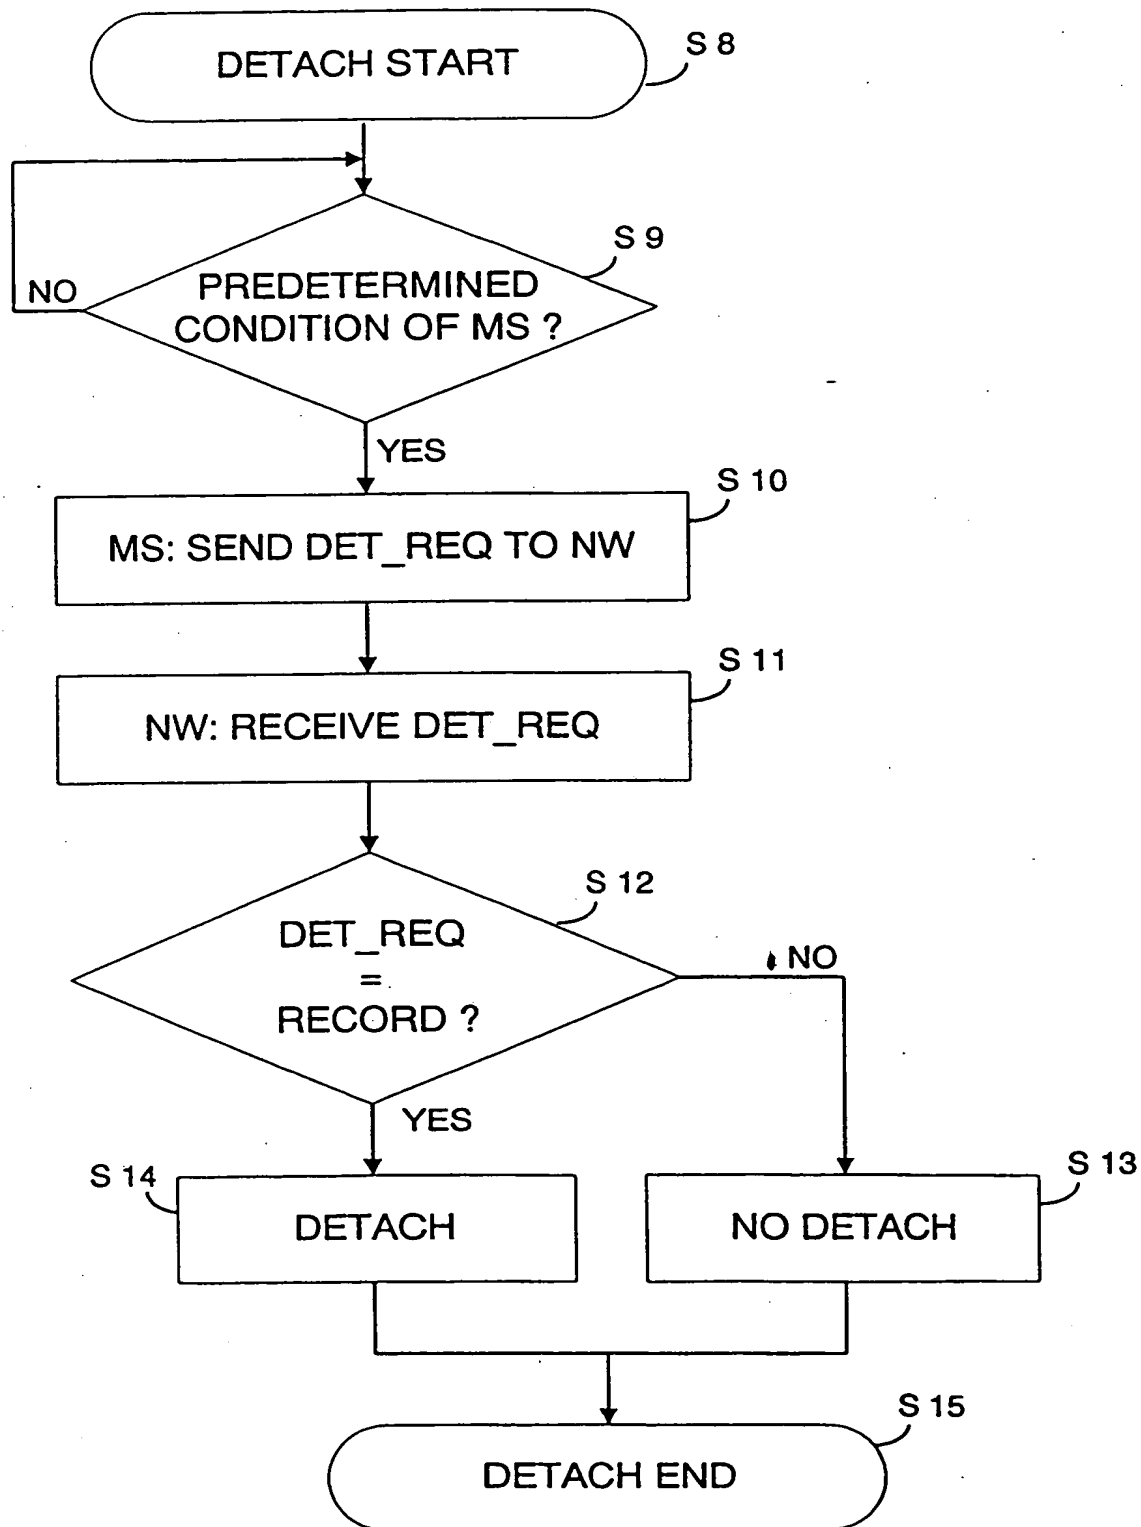 DETACH START
S 8
S 9
PREDETERMINED
CONDITION OF MS ?
NO
YES
S 10
MS: SEND DET_REQ TO NW
S 11
NW: RECEIVE DET_REQ
S 12
DET_REQ
=
RECORD ?
NO
YES
S 14
DETACH
S 13
NO DETACH
S 15
DETACH END